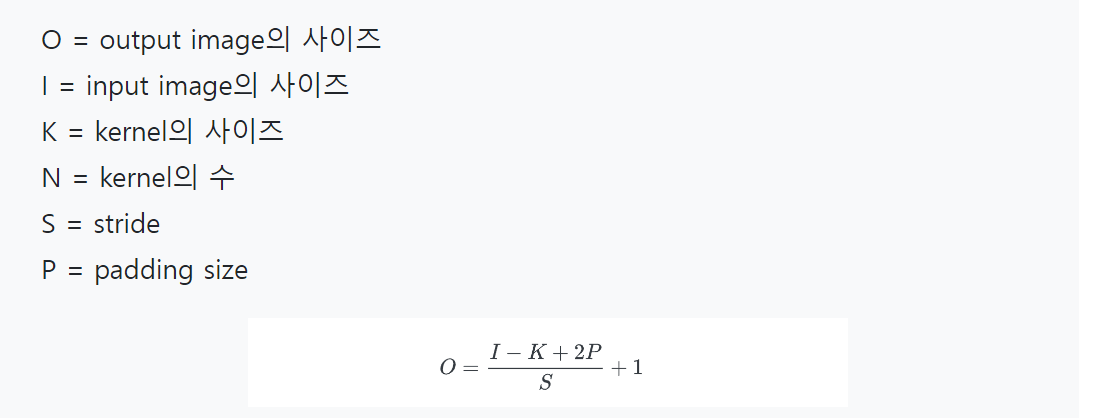 O = output image의 사이즈
I = input image의 사이즈
K = kernel의 사이즈
N = kernel의 수
S = stride
P = padding size
O = \frac{I - K + 2P}{S} + 1